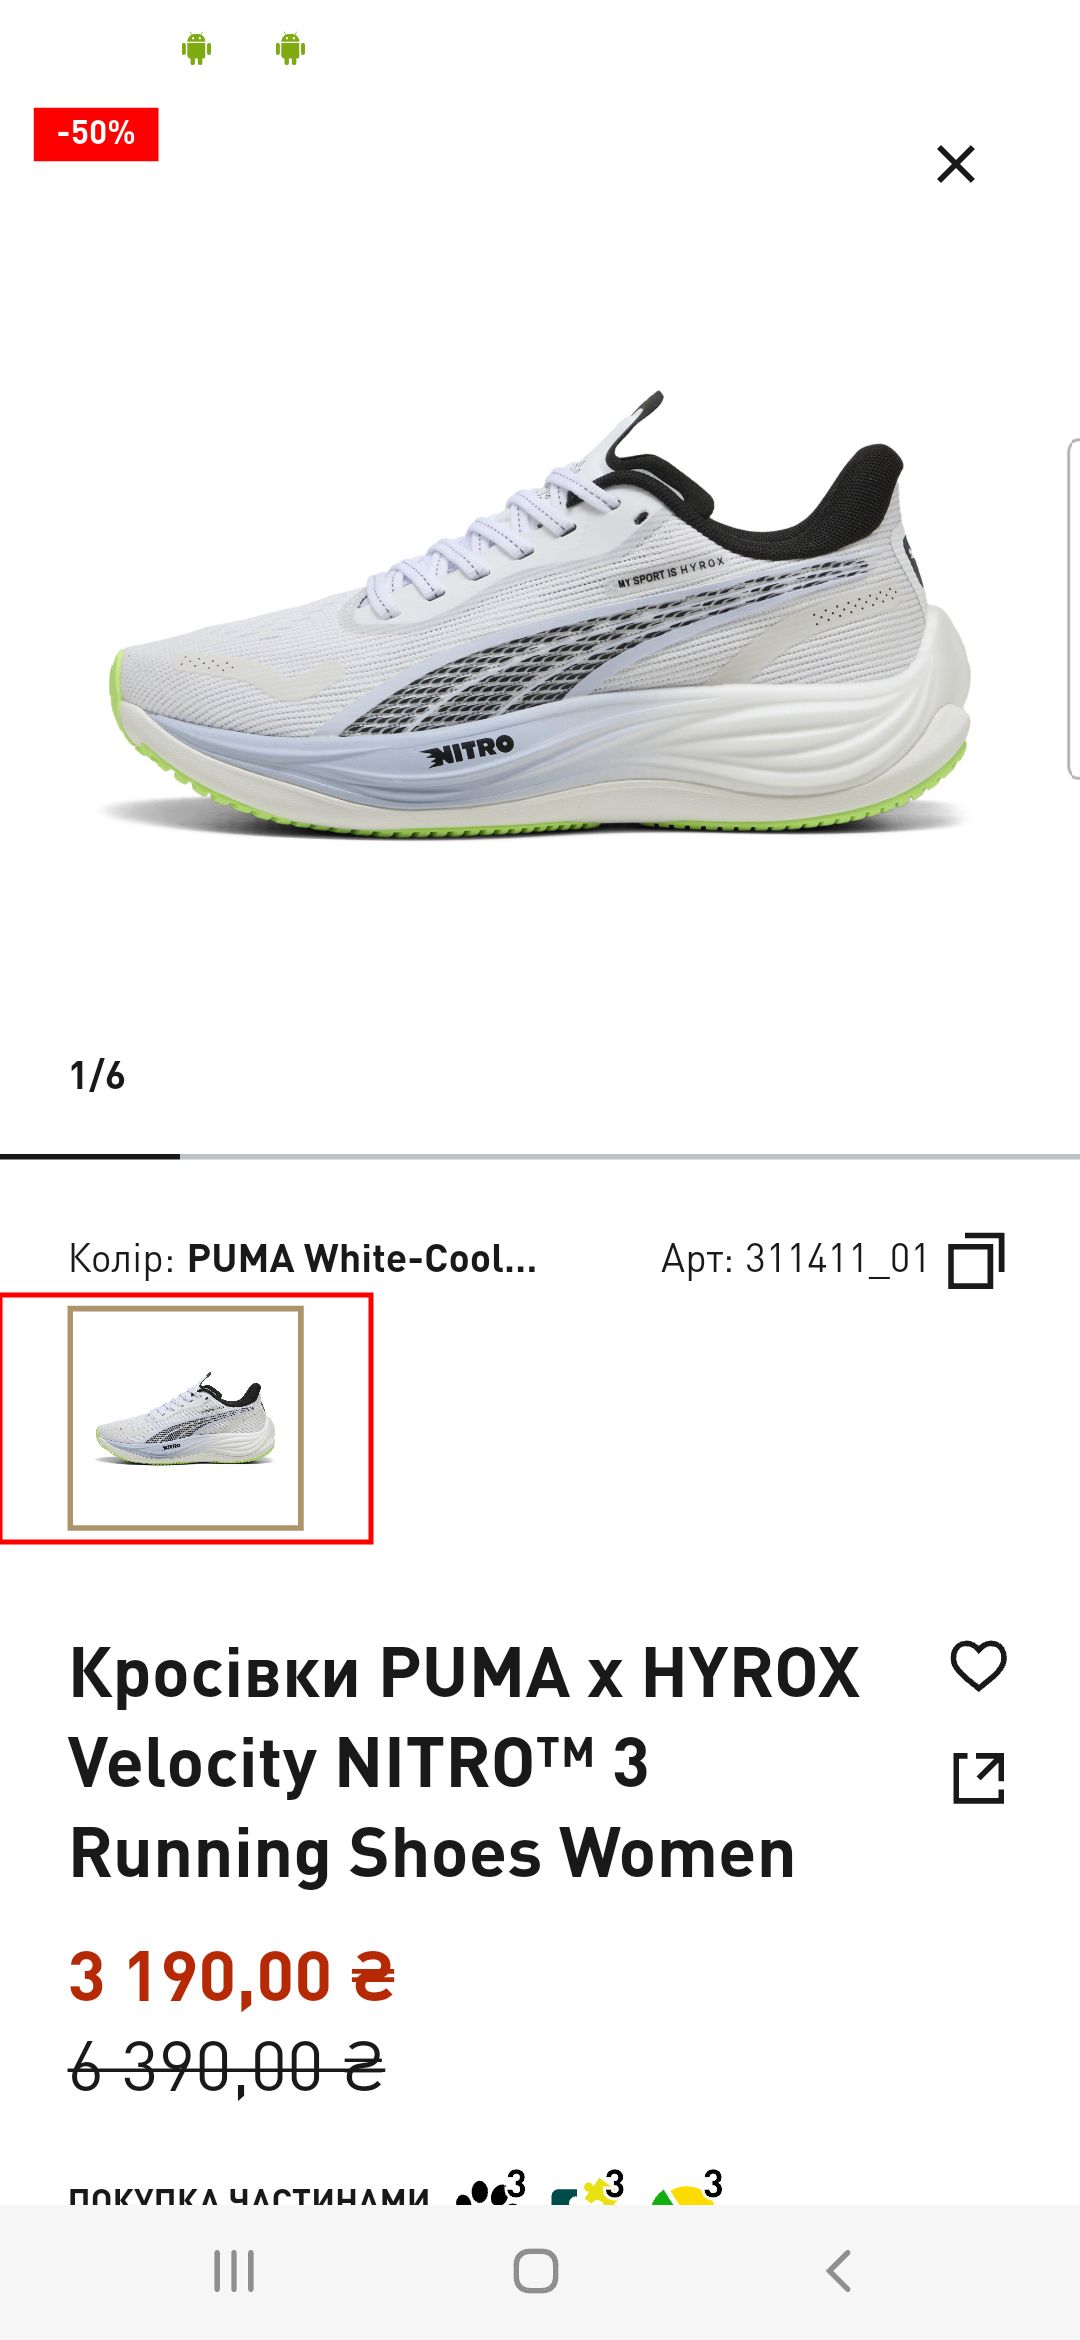 -50%
MY SPORT IS HYROX
NITRO
1/6
Колір: PUMA White-Cool...
Арт: 311411_01
NITRO
Кросівки PUMA x HYROX
Velocity NITRO™ 3
Running Shoes Women
3 190,00 ₴
6 390,00 ₴
ПОКУПКА ЧАСТИНАМИ 3 3 3